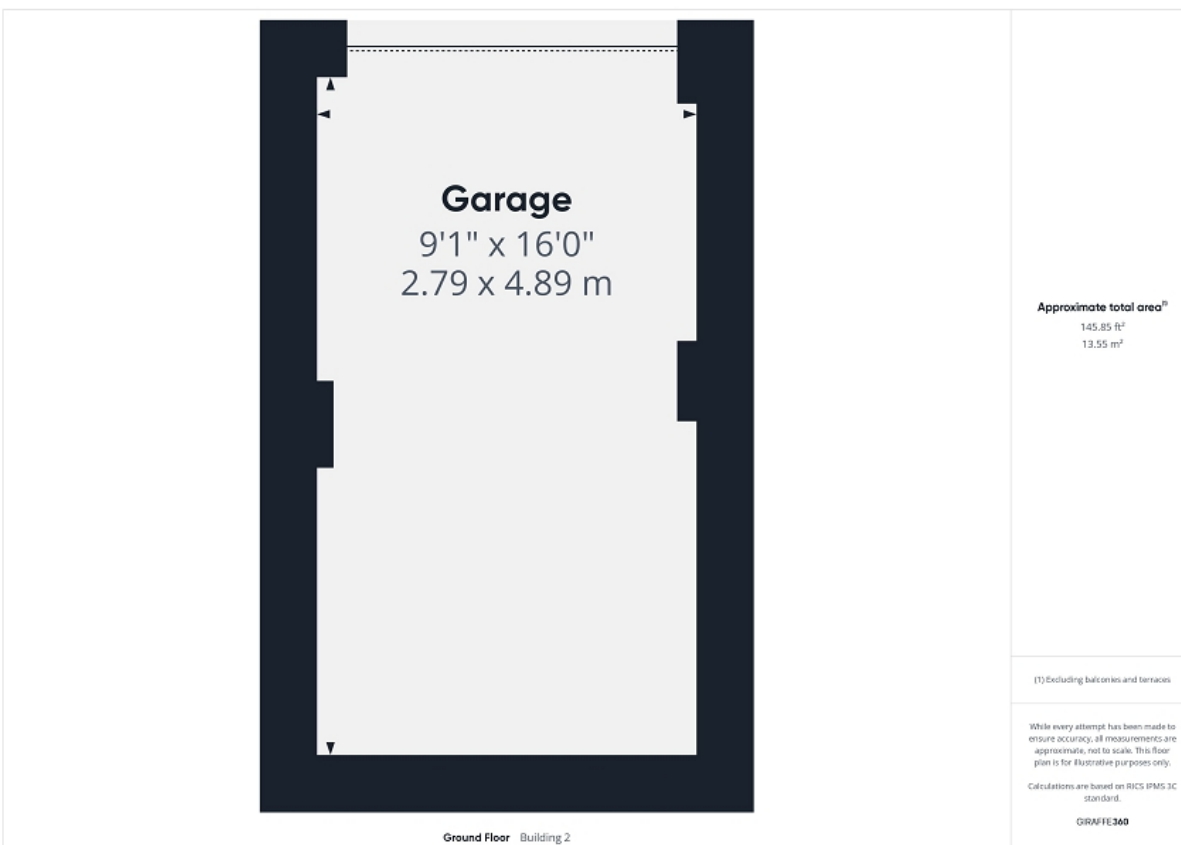 Garage
9'1" x 16'0"
2.79 x 4.89 m
Ground Floor Building 2
Approximate total area⁽¹⁾
145.85 ft²
13.55 m²
(1) Excluding balconies and terraces
While every attempt has been made to
ensure accuracy, all measurements are
approximate, not to scale. This floor
plan is for illustrative purposes only.
Calculations are based on RICS IPMS 3C
standard.
GIRAFFE360